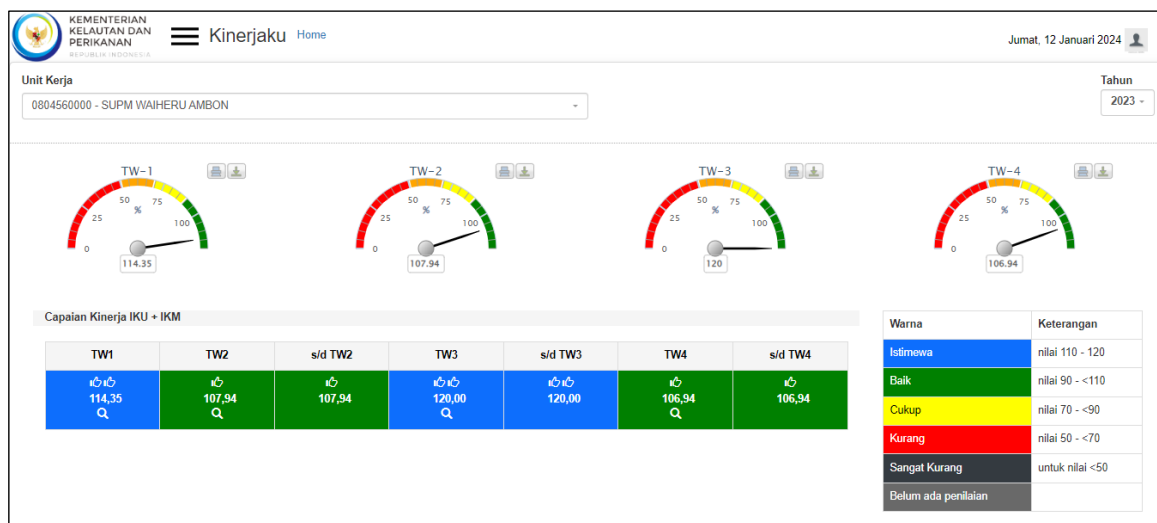 KEMENTERIAN
KELAUTAN DAN
PERIKANAN
REPUBLIK INDONESIA
Kinerjaku Home
Jumat, 12 Januari 2024
Unit Kerja
Tahun
0804560000 - SUPM WAIHERU AMBON
2023
TW-1
0
25
50
75
100
%
114.35
TW-2
0
25
50
75
100
%
107.94
TW-3
0
25
50
75
100
%
120
TW-4
0
25
50
75
100
%
106.94
Capaian Kinerja IKU + IKM
TW1 TW2 s/d TW2 TW3 s/d TW3 TW4 s/d TW4
114,35 107,94 107,94 120,00 120,00 106,94 106,94
Warna Keterangan
Istimewa nilai 110 - 120
Baik nilai 90 - <110
Cukup nilai 70 - <90
Kurang nilai 50 - <70
Sangat Kurang untuk nilai <50
Belum ada penilaian